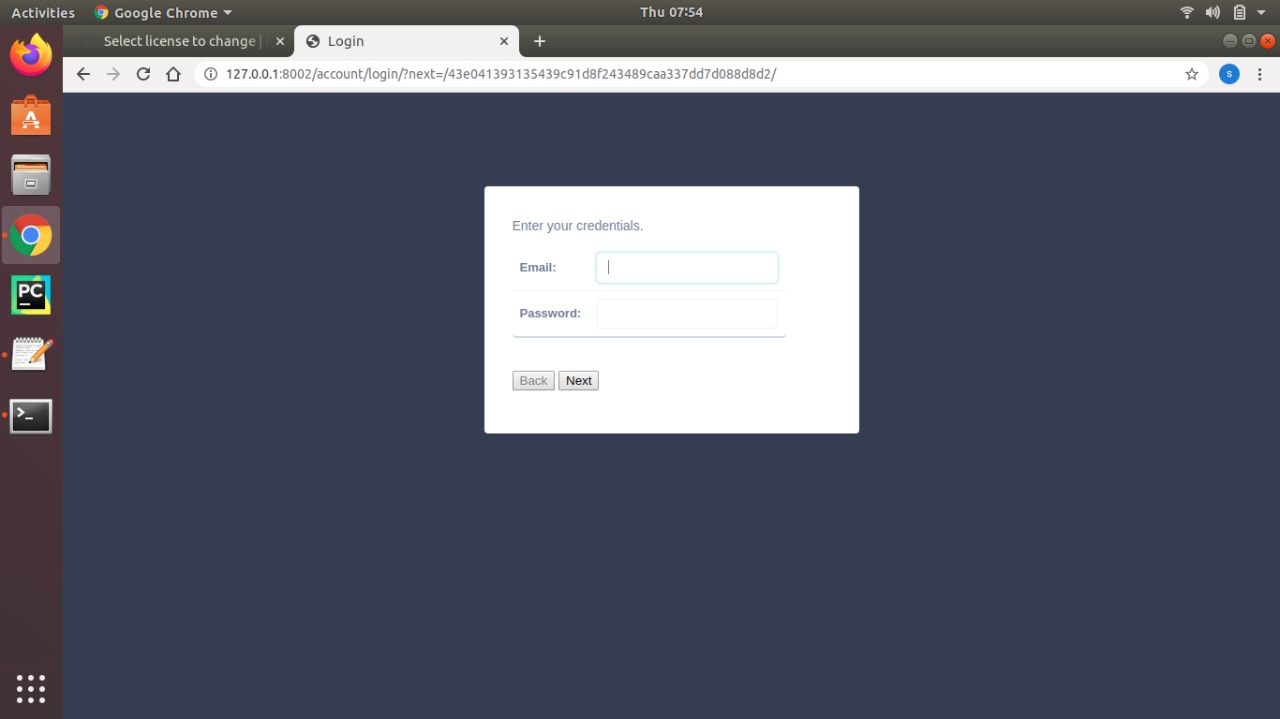 Activities Google Chrome Thu 07:54
Select license to change | Login
127.0.0.1:8002/account/login/?next=/43e041393135439c91d8f243489caa337dd7d088d8d2/ s
PC
Enter your credentials.
Email:
Password:
Back Next